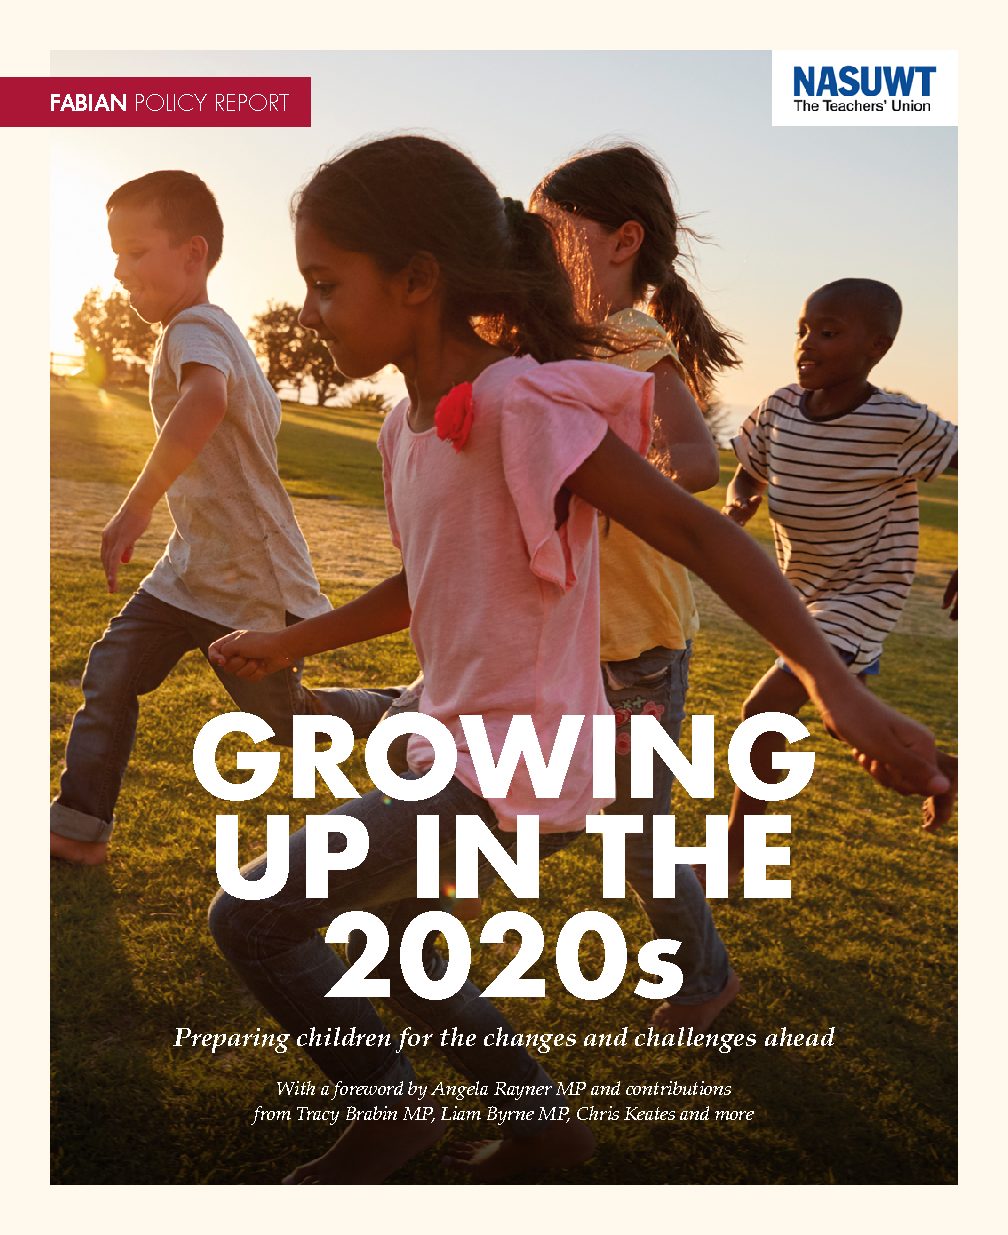 FABIAN POLICY REPORT
NASUWT
The Teachers' Union
GROWING
UP IN THE
2020s
Preparing children for the changes and challenges ahead
With a foreword by Angela Rayner MP and contributions
from Tracy Brabin MP, Liam Byrne MP, Chris Keates and more